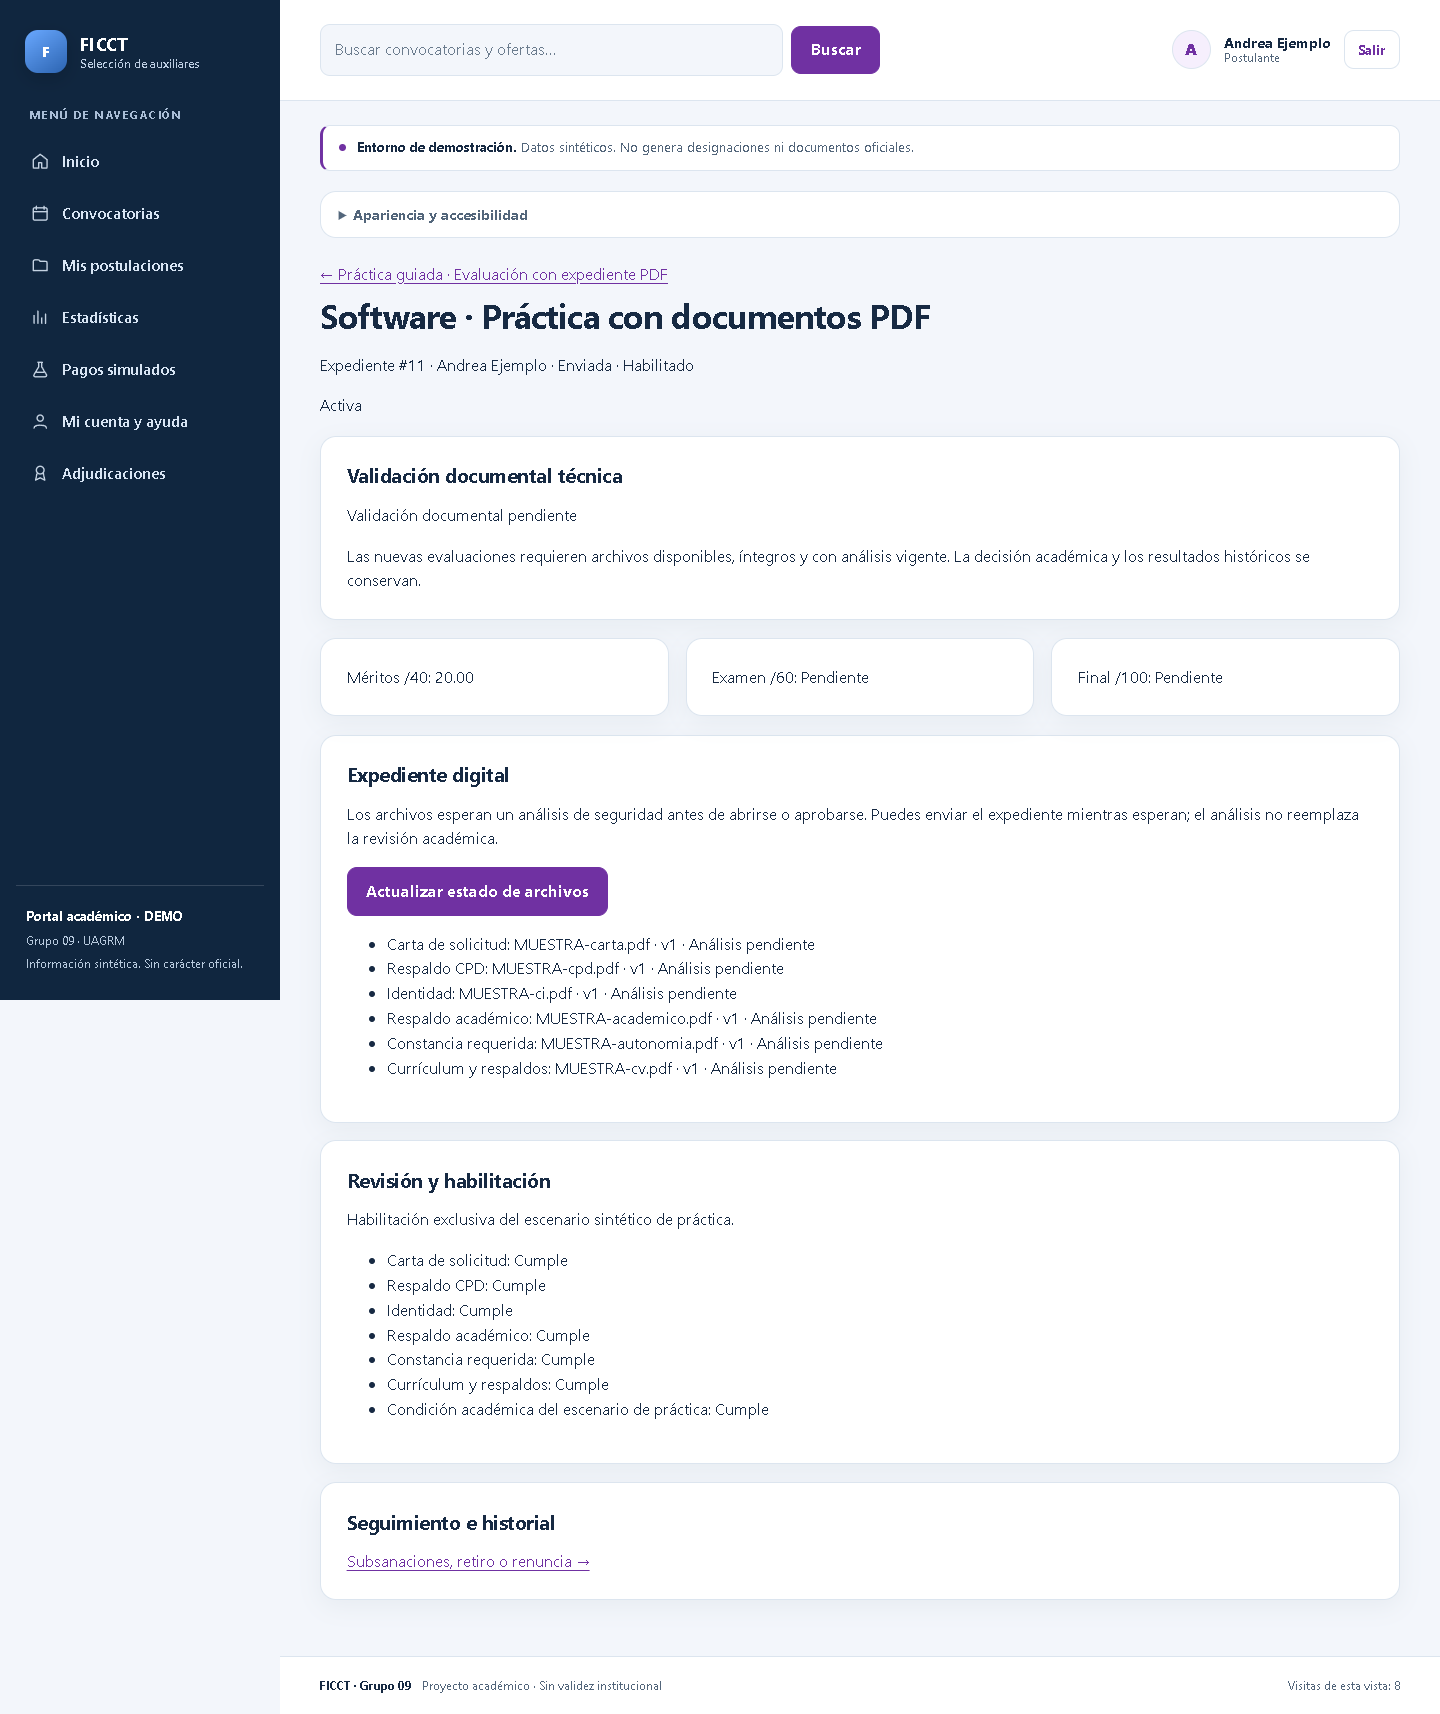 F
FICCT
Selección de auxiliares
MENÚ DE NAVEGACIÓN
Inicio
Convocatorias
Mis postulaciones
Estadísticas
Pagos simulados
Mi cuenta y ayuda
Adjudicaciones
Portal académico · DEMO
Grupo 09 · UAGRM
Información sintética. Sin carácter oficial.
Buscar convocatorias y ofertas...
Buscar
A
Andrea Ejemplo
Postulante
Salir
Entorno de demostración. Datos sintéticos. No genera designaciones ni documentos oficiales.
▶ Apariencia y accesibilidad
← Práctica guiada · Evaluación con expediente PDF
Software · Práctica con documentos PDF
Expediente #11 · Andrea Ejemplo · Enviada · Habilitado
Activa
Validación documental técnica
Validación documental pendiente
Las nuevas evaluaciones requieren archivos disponibles, íntegros y con análisis vigente. La decisión académica y los resultados históricos se
conservan.
Méritos /40: 20.00
Examen /60: Pendiente
Final /100: Pendiente
Expediente digital
Los archivos esperan un análisis de seguridad antes de abrirse o aprobarse. Puedes enviar el expediente mientras esperan; el análisis no reemplaza
la revisión académica.
Actualizar estado de archivos
• Carta de solicitud: MUESTRA-carta.pdf · v1 · Análisis pendiente
• Respaldo CPD: MUESTRA-cpd.pdf · v1 · Análisis pendiente
• Identidad: MUESTRA-ci.pdf · v1 · Análisis pendiente
• Respaldo académico: MUESTRA-academico.pdf · v1 · Análisis pendiente
• Constancia requerida: MUESTRA-autonomia.pdf · v1 · Análisis pendiente
• Currículum y respaldos: MUESTRA-cv.pdf · v1 · Análisis pendiente
Revisión y habilitación
Habilitación exclusiva del escenario sintético de práctica.
• Carta de solicitud: Cumple
• Respaldo CPD: Cumple
• Identidad: Cumple
• Respaldo académico: Cumple
• Constancia requerida: Cumple
• Currículum y respaldos: Cumple
• Condición académica del escenario de práctica: Cumple
Seguimiento e historial
Subsanaciones, retiro o renuncia →
FICCT · Grupo 09 Proyecto académico · Sin validez institucional
Visitas de esta vista: 8